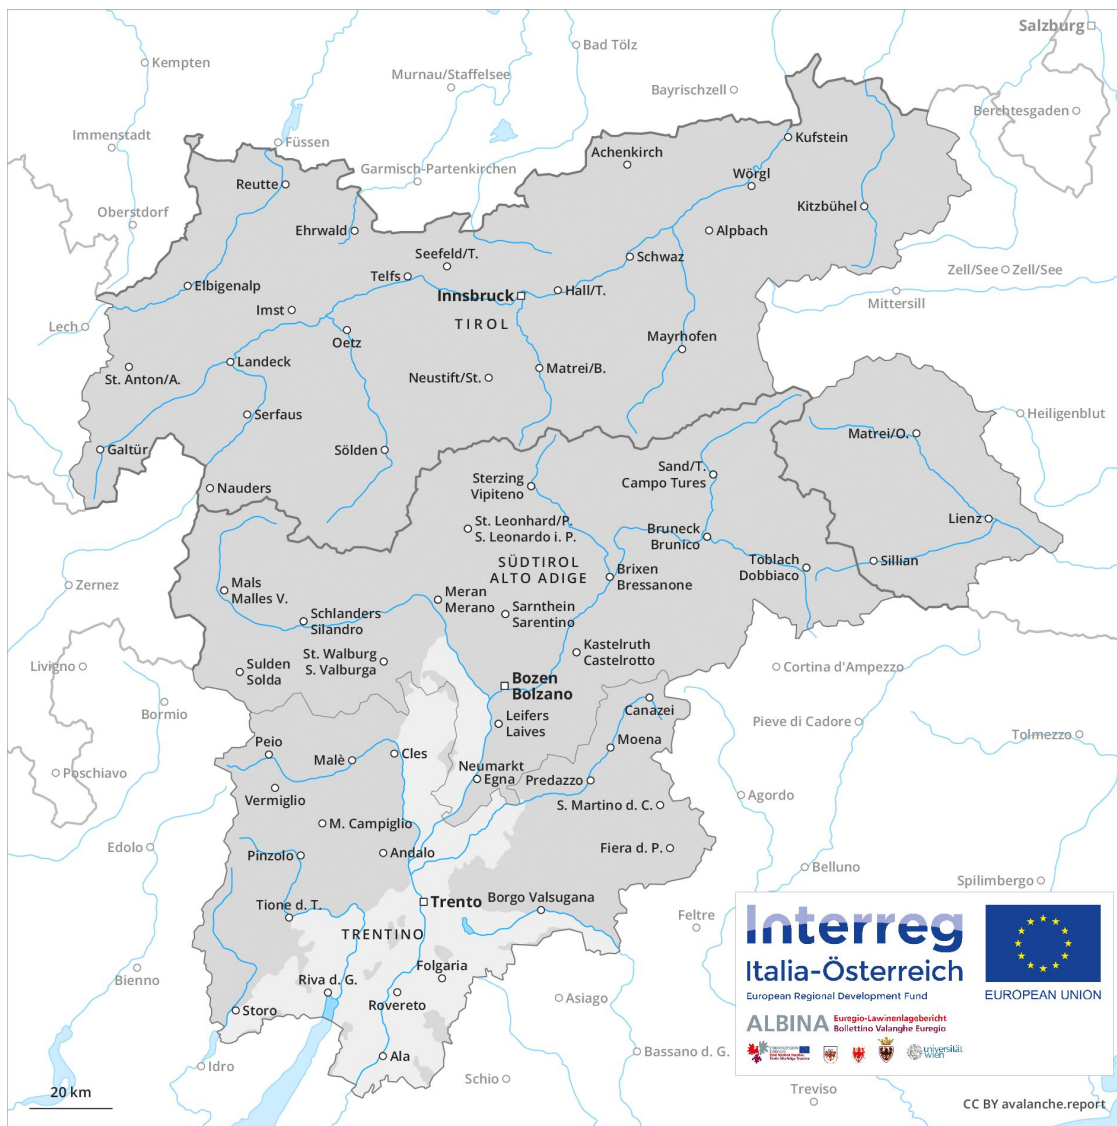 Salzburg
Bad Tölz
Kempten
Murnau/Staffelsee
Bayrischzell
Berchtesgaden
Immenstadt
Füssen
Kufstein
Achenkirch
Garmisch-Partenkirchen
Wörgl
Reutte
Kitzbühel
Oberstdorf
Ehrwald
Alpbach
Seefeld/T.
Schwaz
Zell/See
Zell/See
Telfs
Elbigenalp
Hall/T.
Innsbruck
Mittersill
Imst
TIROL
Lech
Oetz
Mayrhofen
Landeck
Matrei/B.
St. Anton/A.
Neustift/St.
Serfaus
Heiligenblut
Matrei/O.
Galtür
Sölden
Sand/T.
Campo Tures
Sterzing
Vipiteno
Nauders
St. Leonhard/P.
S. Leonardo i. P.
Lienz
Bruneck
Brunico
SÜDTIROL
ALTO ADIGE
Toblach
Dobbiaco
Sillian
Brixen
Bressanone
Zernez
Mals
Malles V.
Meran
Merano
Sarnthein
Sarentino
Schlanders
Silandro
Kastelruth
Castelrotto
St. Walburg
S. Valburga
Livigno
Sulden
Solda
Cortina d'Ampezzo
Bozen
Bolzano
Canazei
Bormio
Leifers
Laives
Pieve di Cadore
Tolmezzo
Moena
Peio
Cles
Malè
Poschiavo
Neumarkt
Egna
Predazzo
Vermiglio
Agordo
S. Martino d. C.
M. Campiglio
Edolo
Fiera d. P.
Andalo
Pinzolo
Belluno
Spilimbergo
Borgo Valsugana
Trento
Tione d. T.
Feltre
TRENTINO
Interreg
Italia-Österreich
European Regional Development Fund
EUROPEAN UNION
Folgaria
Bienno
Riva d. G.
Rovereto
Asiago
Storo
ALBINA
Euregio-Lawinenlagebericht
Bollettino Valanghe Euregio
universität
wien
Ala
Bassano d. G.
Idro
Schio
Treviso
20 km
CC BY avalanche.report